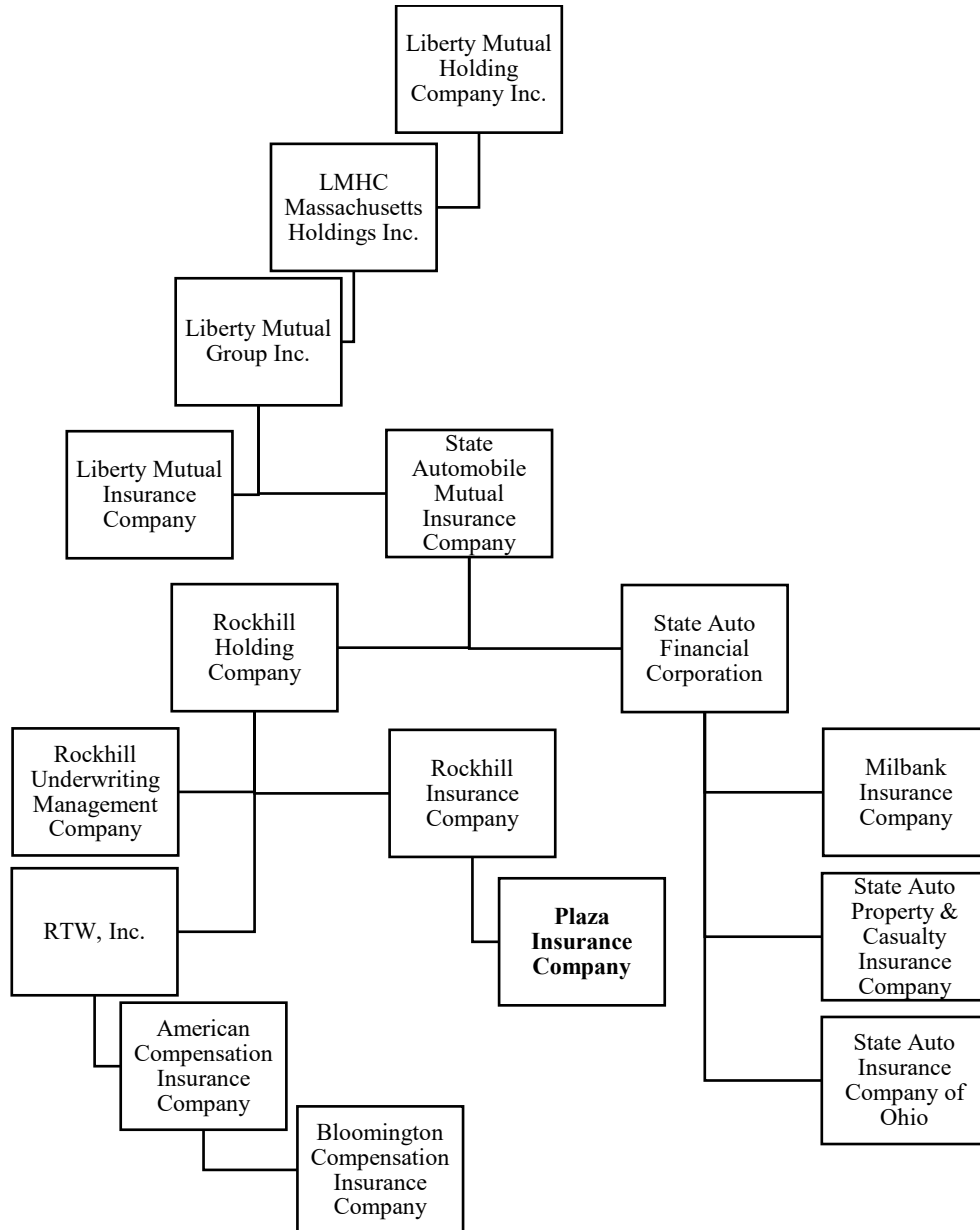 Liberty Mutual
Holding
Company Inc.
LMHC
Massachusetts
Holdings Inc.
Liberty Mutual
Group Inc.
Liberty Mutual
Insurance
Company
State
Automobile
Mutual
Insurance
Company
Rockhill
Holding
Company
State Auto
Financial
Corporation
Rockhill
Underwriting
Management
Company
Rockhill
Insurance
Company
Milbank
Insurance
Company
RTW, Inc.
Plaza
Insurance
Company
State Auto
Property &
Casualty
Insurance
Company
American
Compensation
Insurance
Company
State Auto
Insurance
Company of
Ohio
Bloomington
Compensation
Insurance
Company